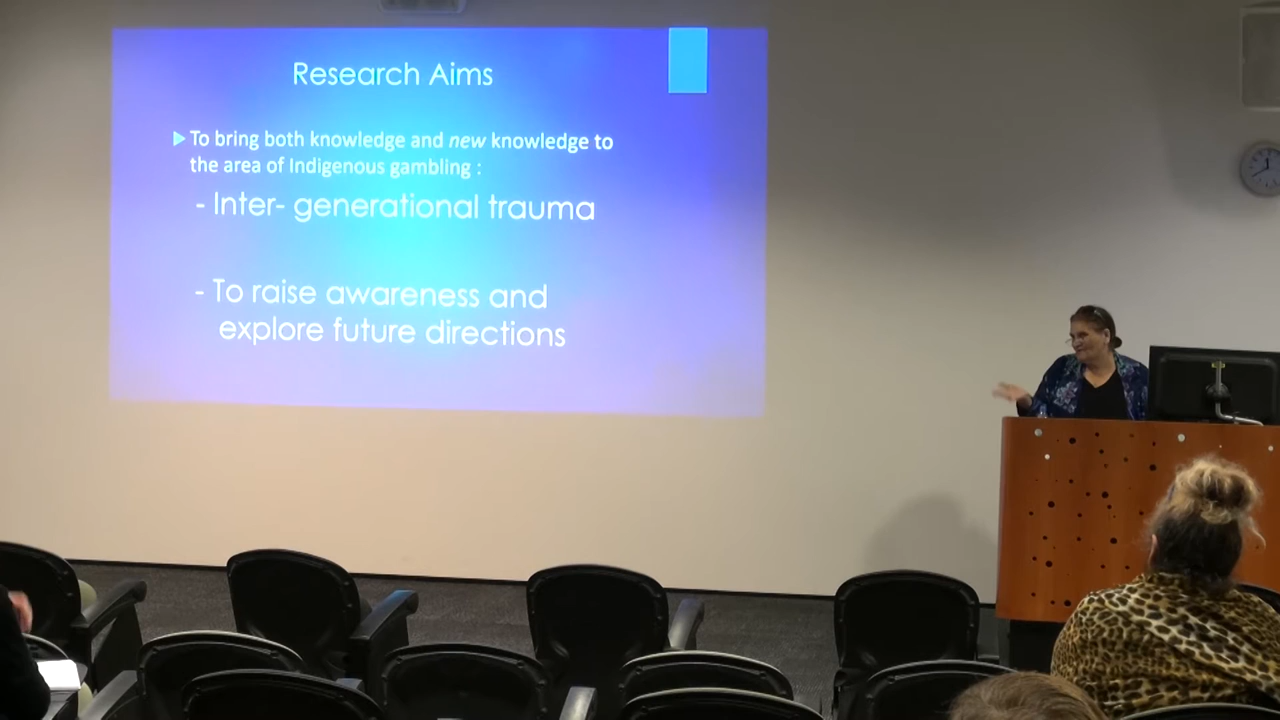 Research Aims
To bring both knowledge and new knowledge to
the area of Indigenous gambling :
- Inter- generational trauma
- To raise awareness and
explore future directions